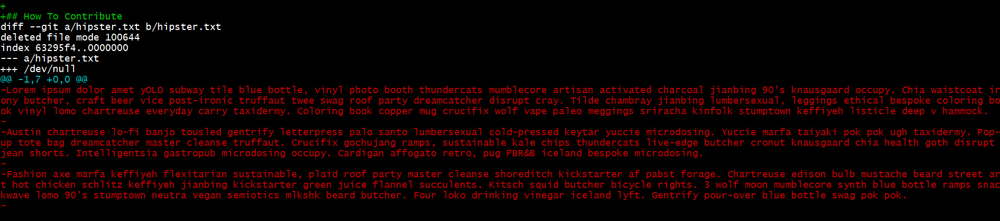 +
+## How To Contribute
diff --git a/hipster.txt b/hipster.txt
deleted file mode 100644
index 63295f4..0000000
--- a/hipster.txt
+++ /dev/null
@@ -1,7 +0,0 @@
-Lorem ipsum dolor amet yOLO subway tile blue bottle, vinyl photo booth thundercats mumblecore artisan activated charcoal jianbing 90's knausgaard occupy. Chia waistcoat ir
ony butcher, craft beer vice post-ironic truffaut twee swag roof party dreamcatcher disrupt cray. Tilde chambray jianbing lumbersexual, leggings ethical bespoke coloring bo
ok vinyl lomo chartreuse everyday carry taxidermy. Coloring book copper mug crucifix wolf vape paleo meggings sriracha kinfolk stumptown keffiyeh listicle deep v hammock.
-
-Austin chartreuse lo-fi banjo tousled gentrify letterpress palo santo lumbersexual cold-pressed keytar yuccie microdosing. Yuccie marfa taiyaki pok pok ugh taxidermy. Pop-
up tote bag dreamcatcher master cleanse truffaut. Crucifix gochujang ramps, sustainable kale chips thundercats live-edge butcher cronut knausgaard chia health goth disrupt
jean shorts. Intelligentsia gastropub microdosing occupy. Cardigan affogato retro, pug PBR&B iceland bespoke microdosing.
-
-Fashion axe marfa keffiyeh flexitarian sustainable, plaid roof party master cleanse shoreditch kickstarter af pabst forage. Chartreuse edison bulb mustache beard street ar
t hot chicken schlitz keffiyeh jianbing kickstarter green juice flannel succulents. Kitsch squid butcher bicycle rights. 3 wolf moon mumblecore synth blue bottle ramps snac
kwave lomo 90's stumptown neutra vegan semiotics mlkshk beard butcher. Four loko drinking vinegar iceland lyft. Gentrify pour-over blue bottle swag pok pok.
-